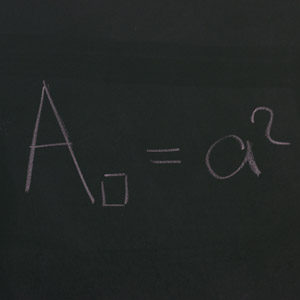 A□ = a²